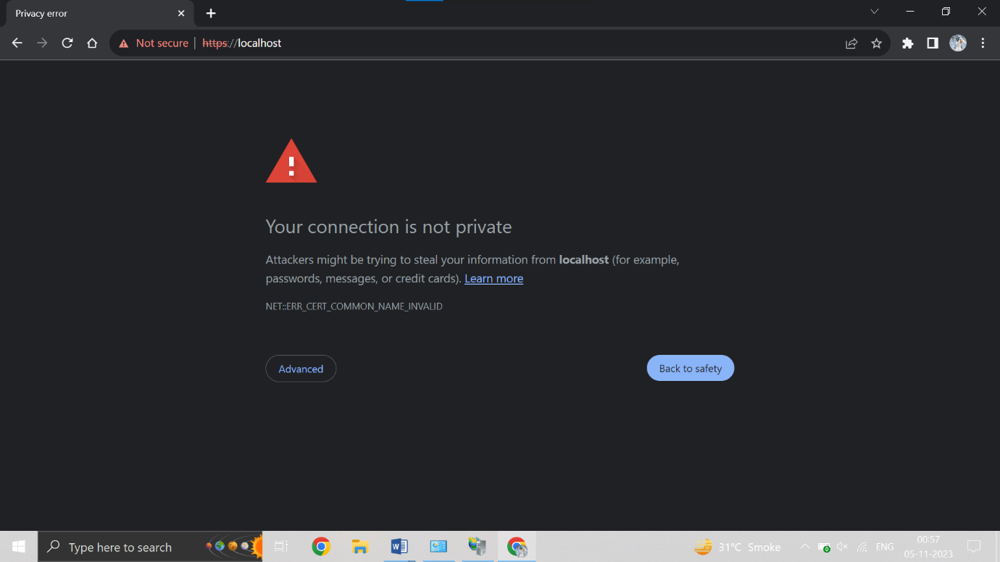 Privacy error
Not secure | https://localhost
Your connection is not private
Attackers might be trying to steal your information from localhost (for example,
passwords, messages, or credit cards). Learn more
NET::ERR_CERT_COMMON_NAME_INVALID
Advanced
Back to safety
Type here to search
31°C Smoke
ENG
00:57
05-11-2023